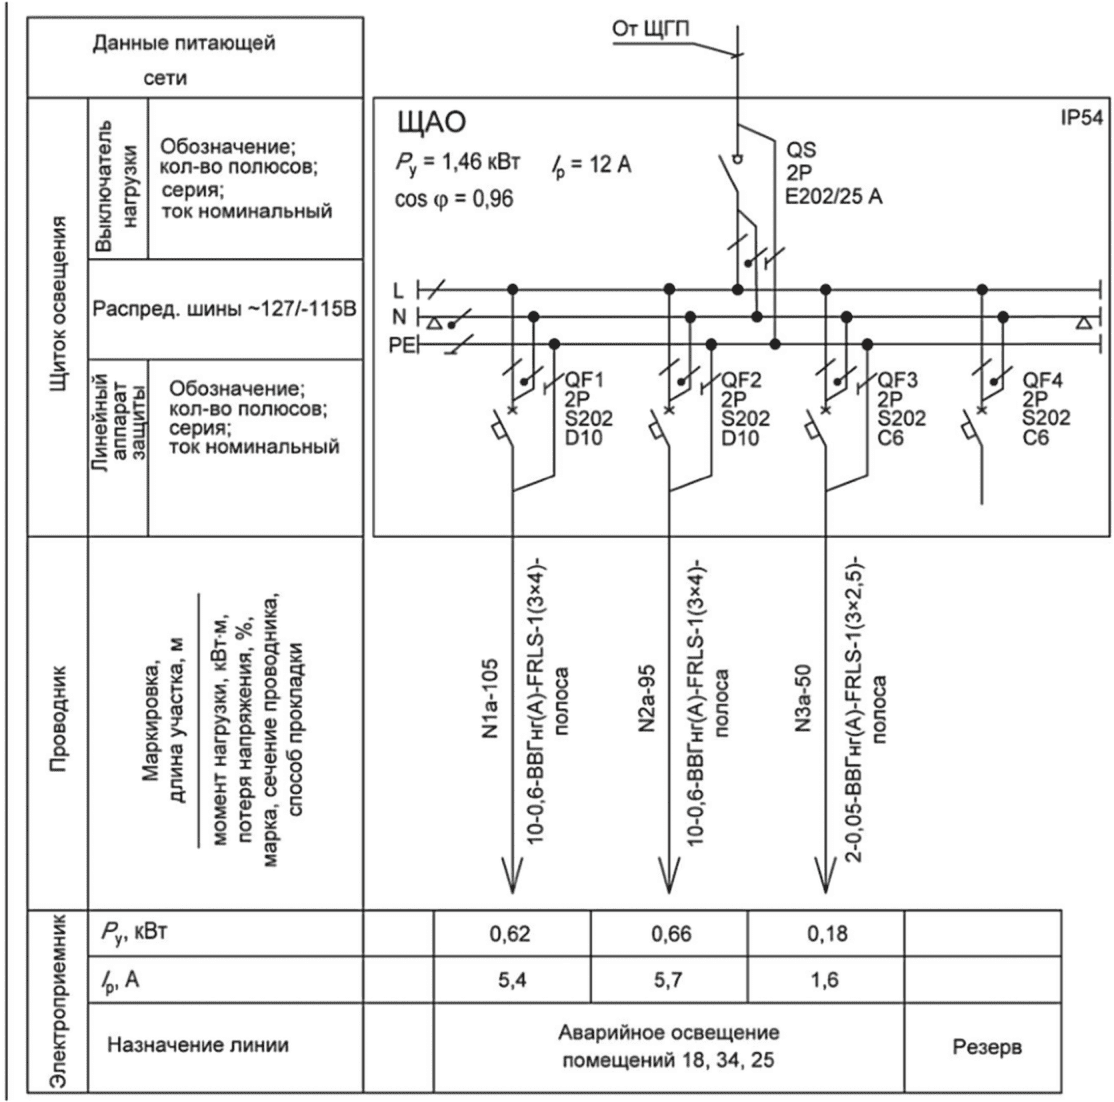 Данные питающей
сети
Щиток освещения
Выключатель
нагрузки
Обозначение;
кол-во полюсов;
серия;
ток номинальный
Распред. шины ~127/-115В
Линейный
аппарат
защиты
Обозначение;
кол-во полюсов;
серия;
ток номинальный
От ЩГП
ЩАО
IP54
Pу = 1,46 кВт Iр = 12 А
cos φ = 0,96
QS
2P
E202/25 А
L
N
PE
QF1
2P
S202
D10
QF2
2P
S202
D10
QF3
2P
S202
C6
QF4
2P
S202
C6
Проводник
Маркировка,
длина участка, м
момент нагрузки, кВт·м,
потеря напряжения, %,
марка, сечение проводника,
способ прокладки
N1а-105
10-0,6-ВВГнг(А)-FRLS-1(3×4)-
полоса
N2а-95
10-0,6-ВВГнг(А)-FRLS-1(3×4)-
полоса
N3а-50
2-0,05-ВВГнг(А)-FRLS-1(3×2,5)-
полоса
Электроприемник
Pу, кВт
0,62
0,66
0,18
Iр, А
5,4
5,7
1,6
Назначение линии
Аварийное освещение
помещений 18, 34, 25
Резерв